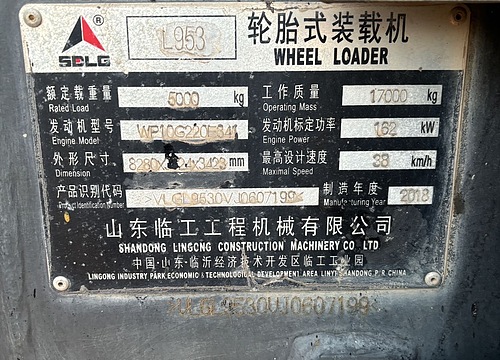 SDLG ®
L953
轮胎式装载机
WHEEL LOADER
额定载重量 5000 kg
Rated Load
工作质量 17000 kg
Operating Mass
发动机型号 WP10G220E341
Engine Model
发动机标定功率 162 kW
Engine Power
外形尺寸 mm
Dimension
最高设计速度 38 km/h
Maximal Speed
产品识别代码 VLGL9530VJ0607199
Product Identification Number
制造年度 2018
Manufacturing Year
山东临工工程机械有限公司
SHANDONG LINGONG CONSTRUCTION MACHINERY CO LTD
中国·山东·临沂经济技术开发区临工工业园
LINGONG INDUSTRY PARK,ECONOMIC & TECHNOLOGICAL DEVELOPMENT AREA LINYI SHANDONG,P.R.CHINA
VLGL9530VJ0607199